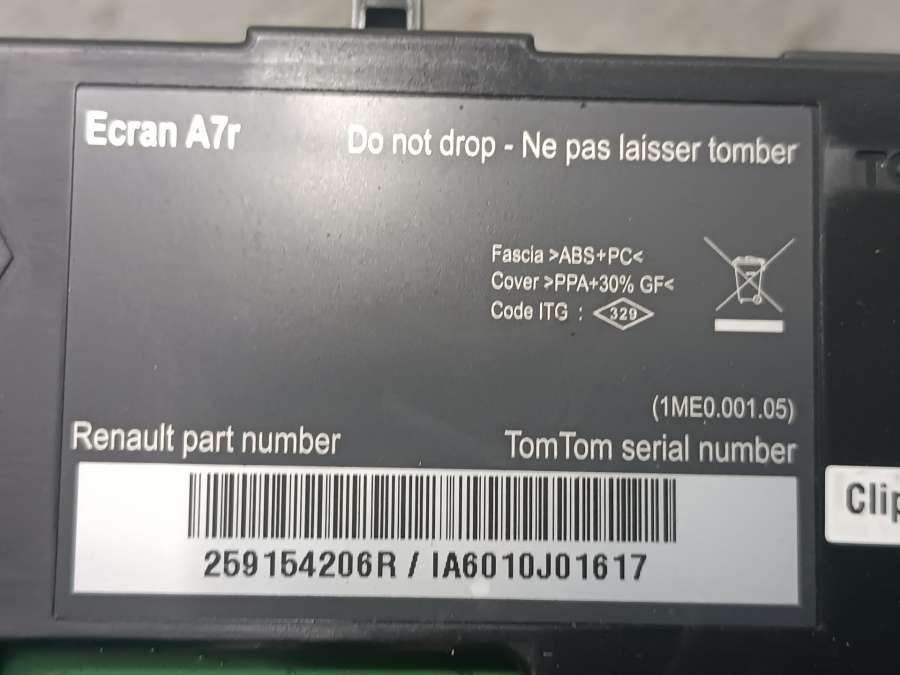 Ecran A7r
Do not drop - Ne pas laisser tomber
Fascia >ABS+PC<
Cover >PPA+30% GF<
Code ITG : 329
(1ME0.001.05)
Renault part number
TomTom serial number
259154206R / IA6010J01617
Clip